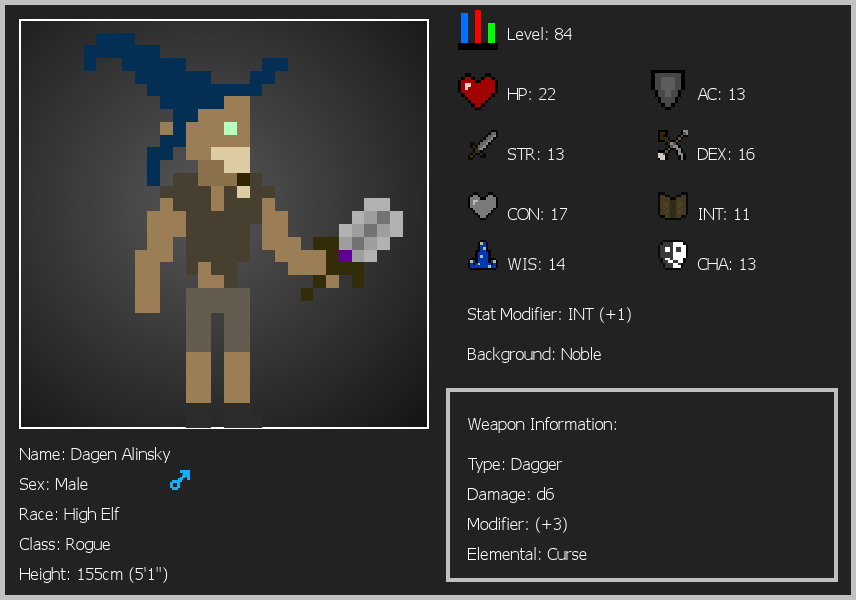 Level: 84
HP: 22
AC: 13
STR: 13
DEX: 16
CON: 17
INT: 11
WIS: 14
CHA: 13
Stat Modifier: INT (+1)
Background: Noble
Weapon Information:
Type: Dagger
Damage: d6
Modifier: (+3)
Elemental: Curse
Name: Dagen Alinsky
Sex: Male
Race: High Elf
Class: Rogue
Height: 155cm (5'1")